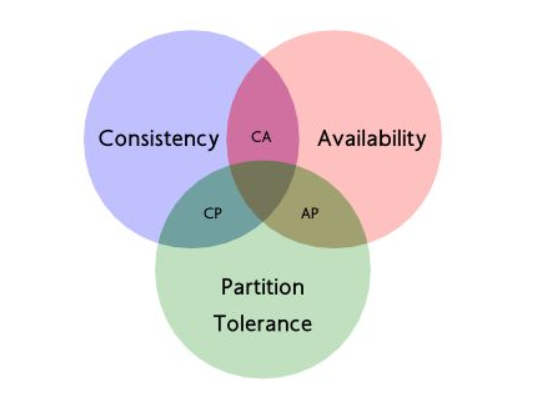 Consistency
CA
Availability
CP
AP
Partition
Tolerance